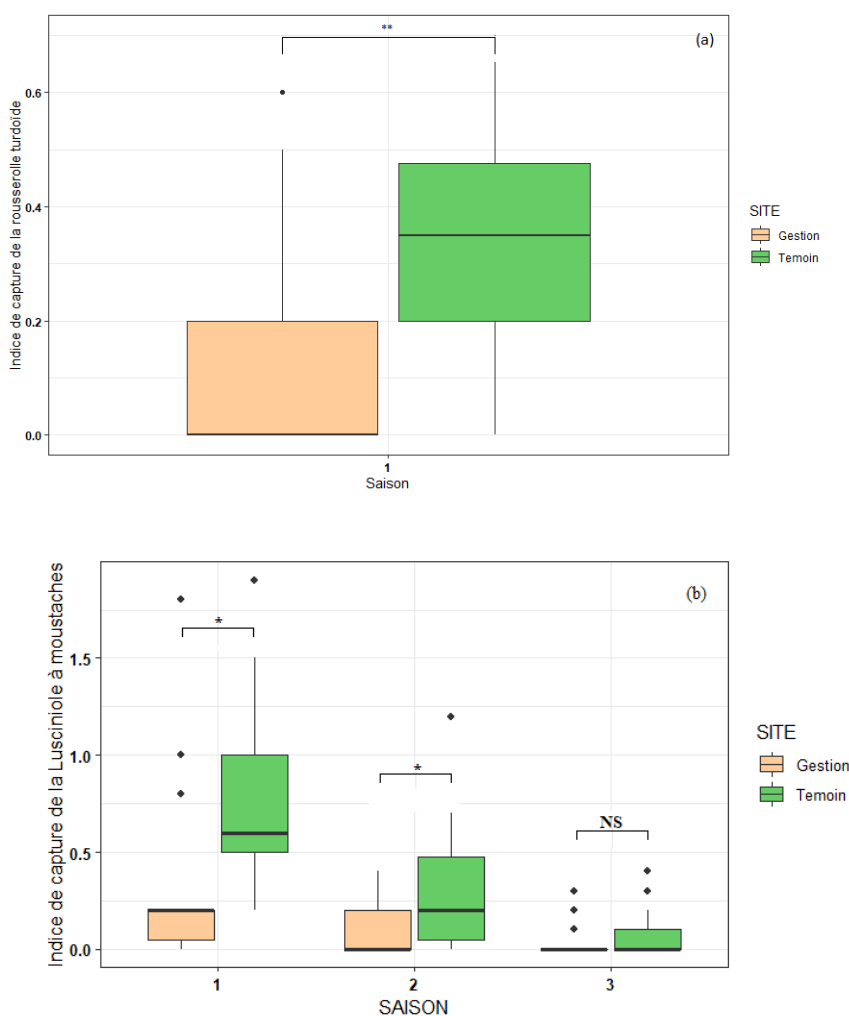 **
(a)
Indice de capture de la rousserolle turdoïde
0.6
0.4
0.2
0.0
1
Saison
SITE
Gestion
Temoin
(b)
Indice de capture de la Lusciniole à moustaches
1.5
1.0
0.5
0.0
*
*
NS
1 2 3
SAISON
SITE
Gestion
Temoin